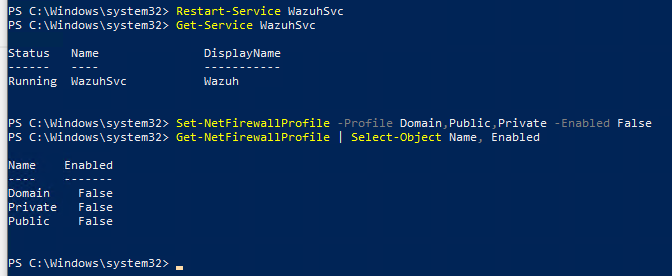 PS C:\Windows\system32> Restart-Service WazuhSvc
PS C:\Windows\system32> Get-Service WazuhSvc
Status   Name               DisplayName
------   ----               -----------
Running  WazuhSvc           Wazuh
PS C:\Windows\system32> Set-NetFirewallProfile -Profile Domain,Public,Private -Enabled False
PS C:\Windows\system32> Get-NetFirewallProfile | Select-Object Name, Enabled
Name    Enabled
----    -------
Domain    False
Private   False
Public    False
PS C:\Windows\system32> _